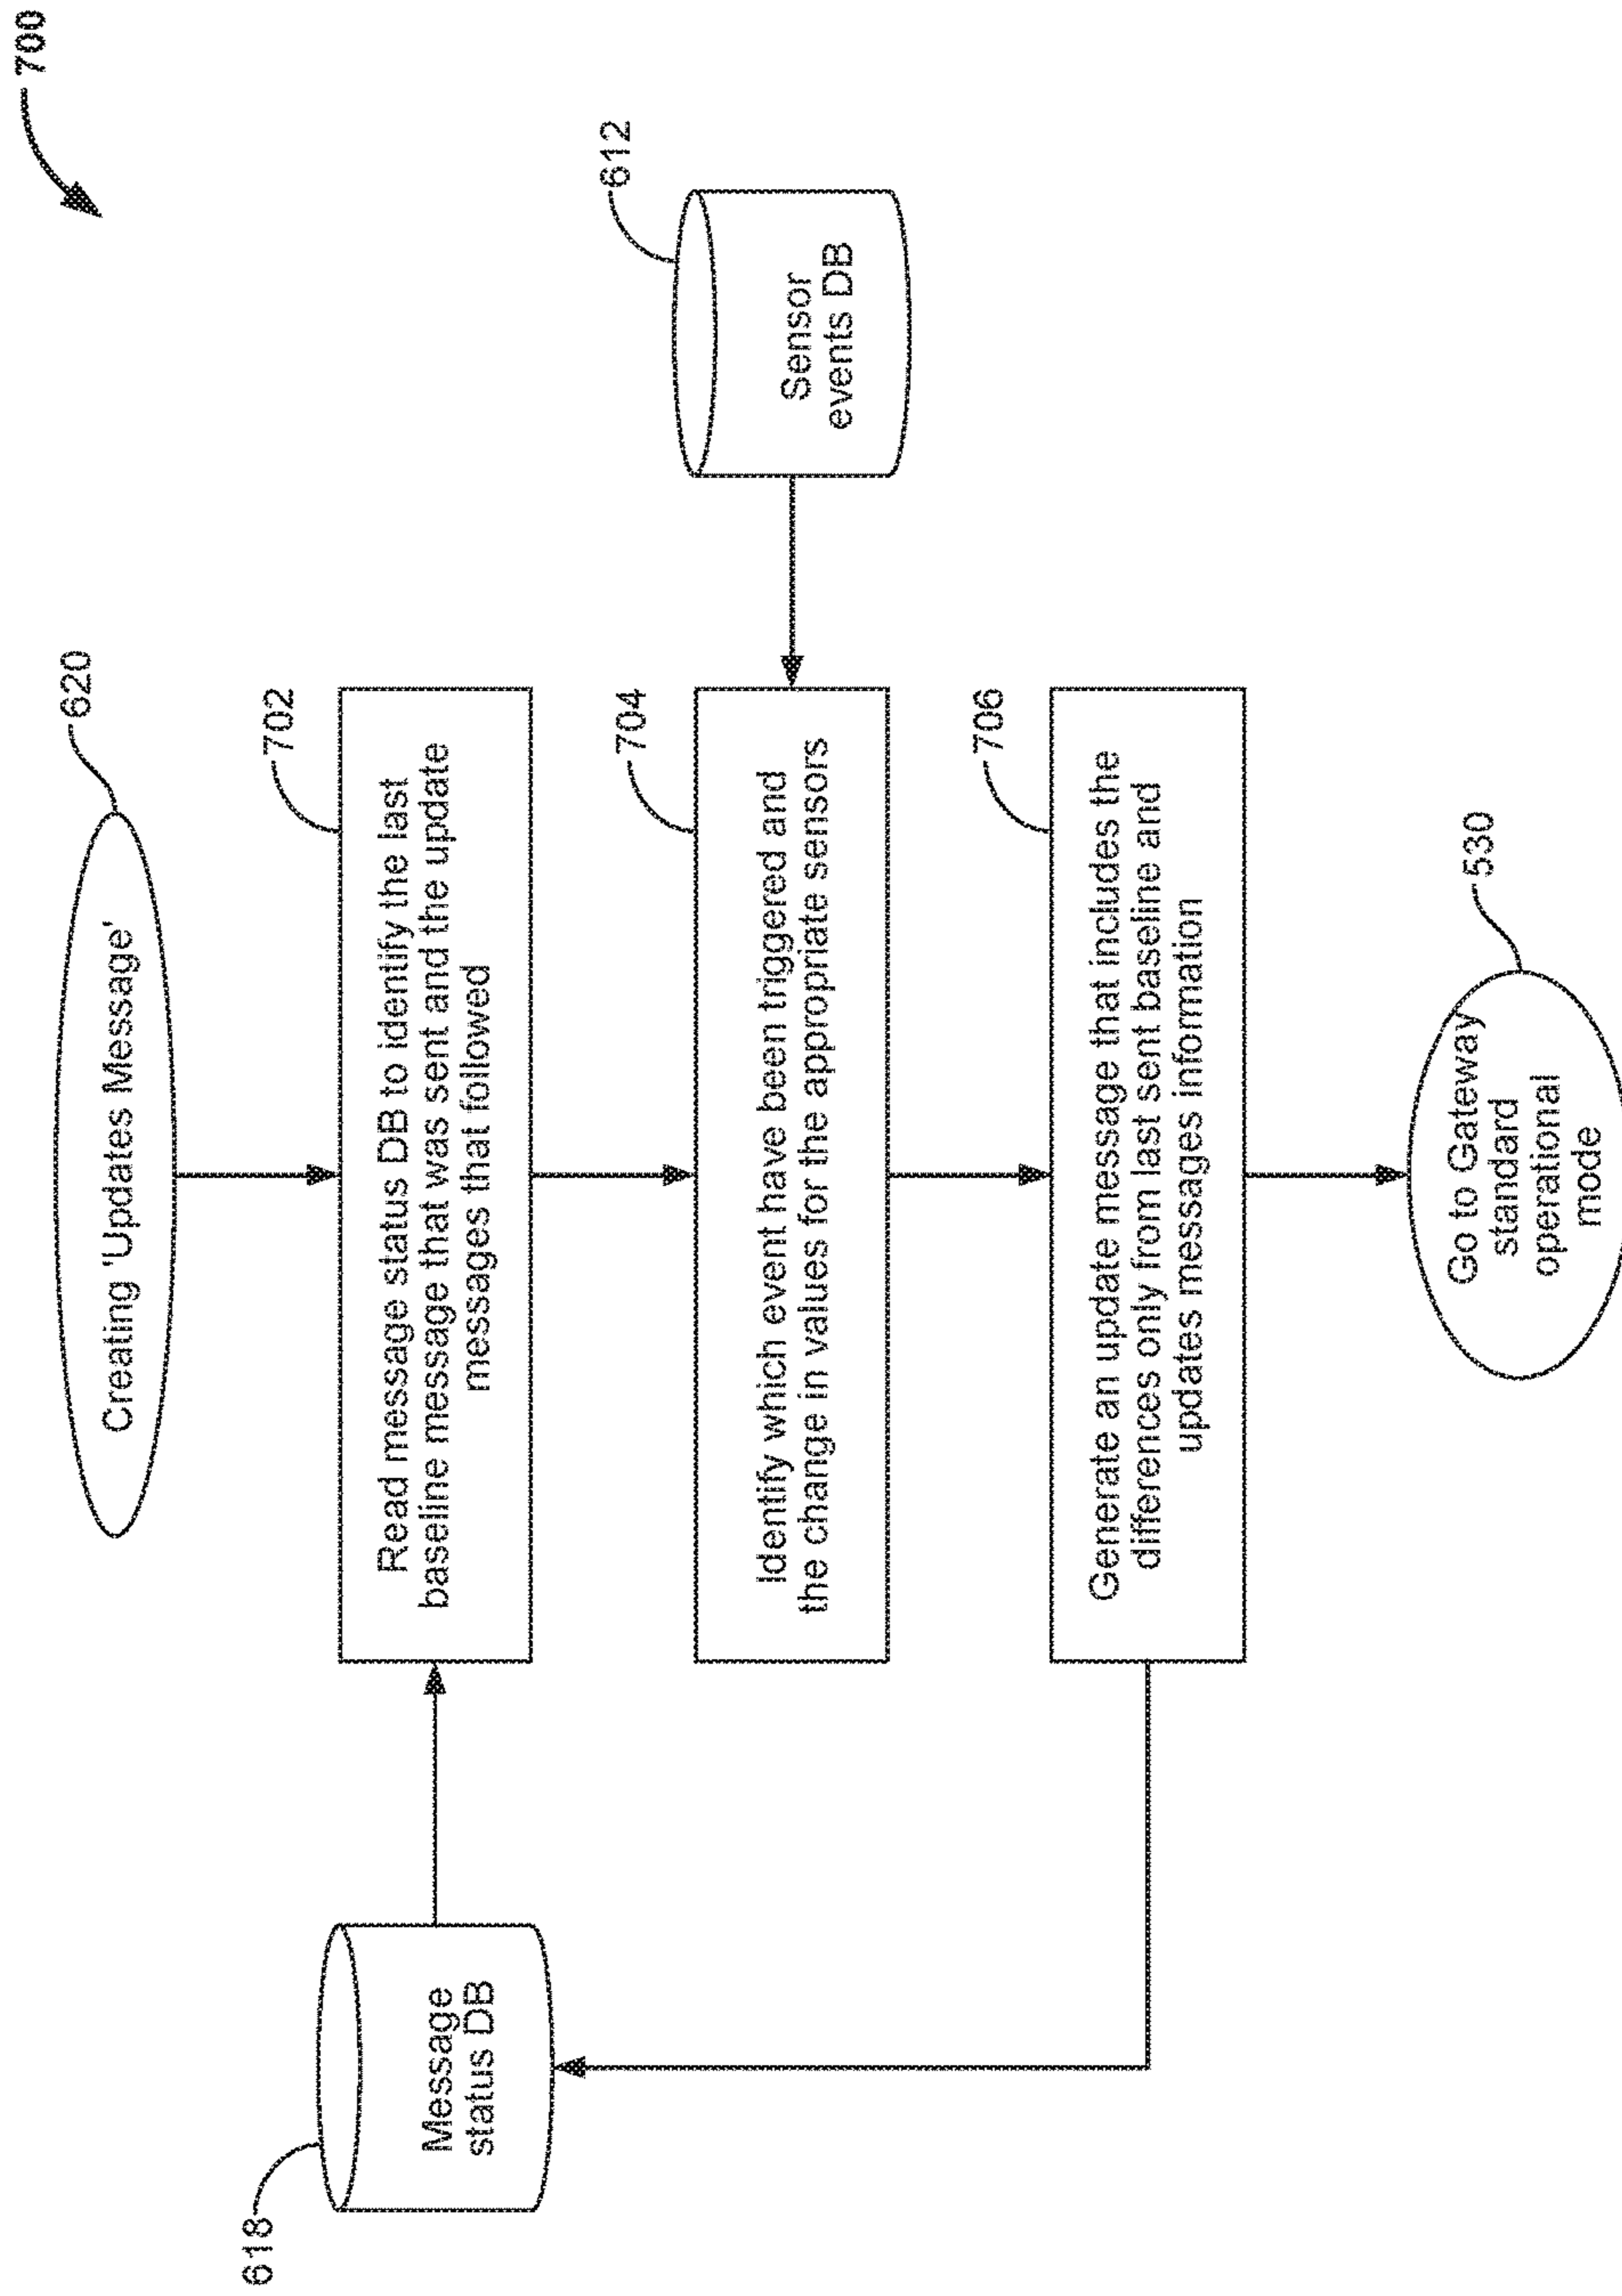 700
620
Creating 'Updates Message'
618
Message
status DB
702
Read message status DB to identify the last
baseline message that was sent and the update
messages that followed
612
Sensor
events DB
704
Identify which event have been triggered and
the change in values for the appropriate sensors
706
Generate an update message that includes the
differences only from last sent baseline and
updates messages information
530
Go to Gateway
standard
operational
mode